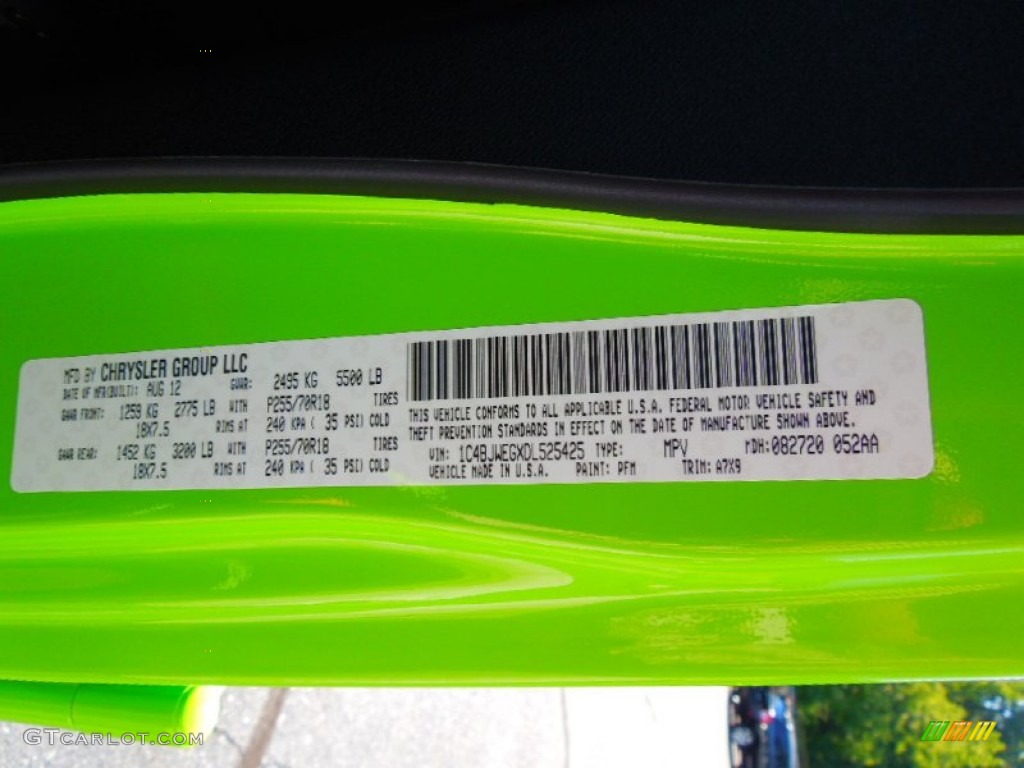 MFD BY CHRYSLER GROUP LLC
DATE OF MFR(BUILT): AUG 12 GVWR: 2495 KG 5500 LB
GAWR FRONT: 1259 KG 2775 LB WITH P255/70R18 TIRES
18X7.5 RIMS AT 240 KPA ( 35 PSI) COLD
GAWR REAR: 1452 KG 3200 LB WITH P255/70R18 TIRES
18X7.5 RIMS AT 240 KPA ( 35 PSI) COLD
THIS VEHICLE CONFORMS TO ALL APPLICABLE U.S.A. FEDERAL MOTOR VEHICLE SAFETY AND
THEFT PREVENTION STANDARDS IN EFFECT ON THE DATE OF MANUFACTURE SHOWN ABOVE.
VIN: 1C4BJWEGXDL525425 TYPE: MPV MDH: 082720 052AA
VEHICLE MADE IN U.S.A. PAINT: PFM TRIM: A7X9
GTCARLOT.COM